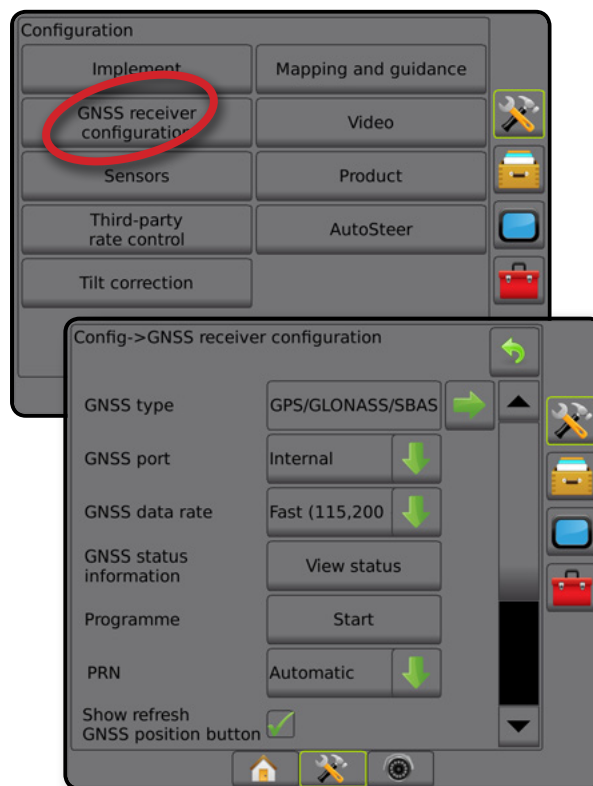 Configuration
Implement
Mapping and guidance
GNSS receiver
configuration
Video
Sensors
Product
Third-party
rate control
AutoSteer
Tilt correction
Config->GNSS receiver configuration
GNSS type
GPS/GLONASS/SBAS
GNSS port
Internal
GNSS data rate
Fast (115,200
GNSS status
information
View status
Programme
Start
PRN
Automatic
Show refresh
GNSS position button